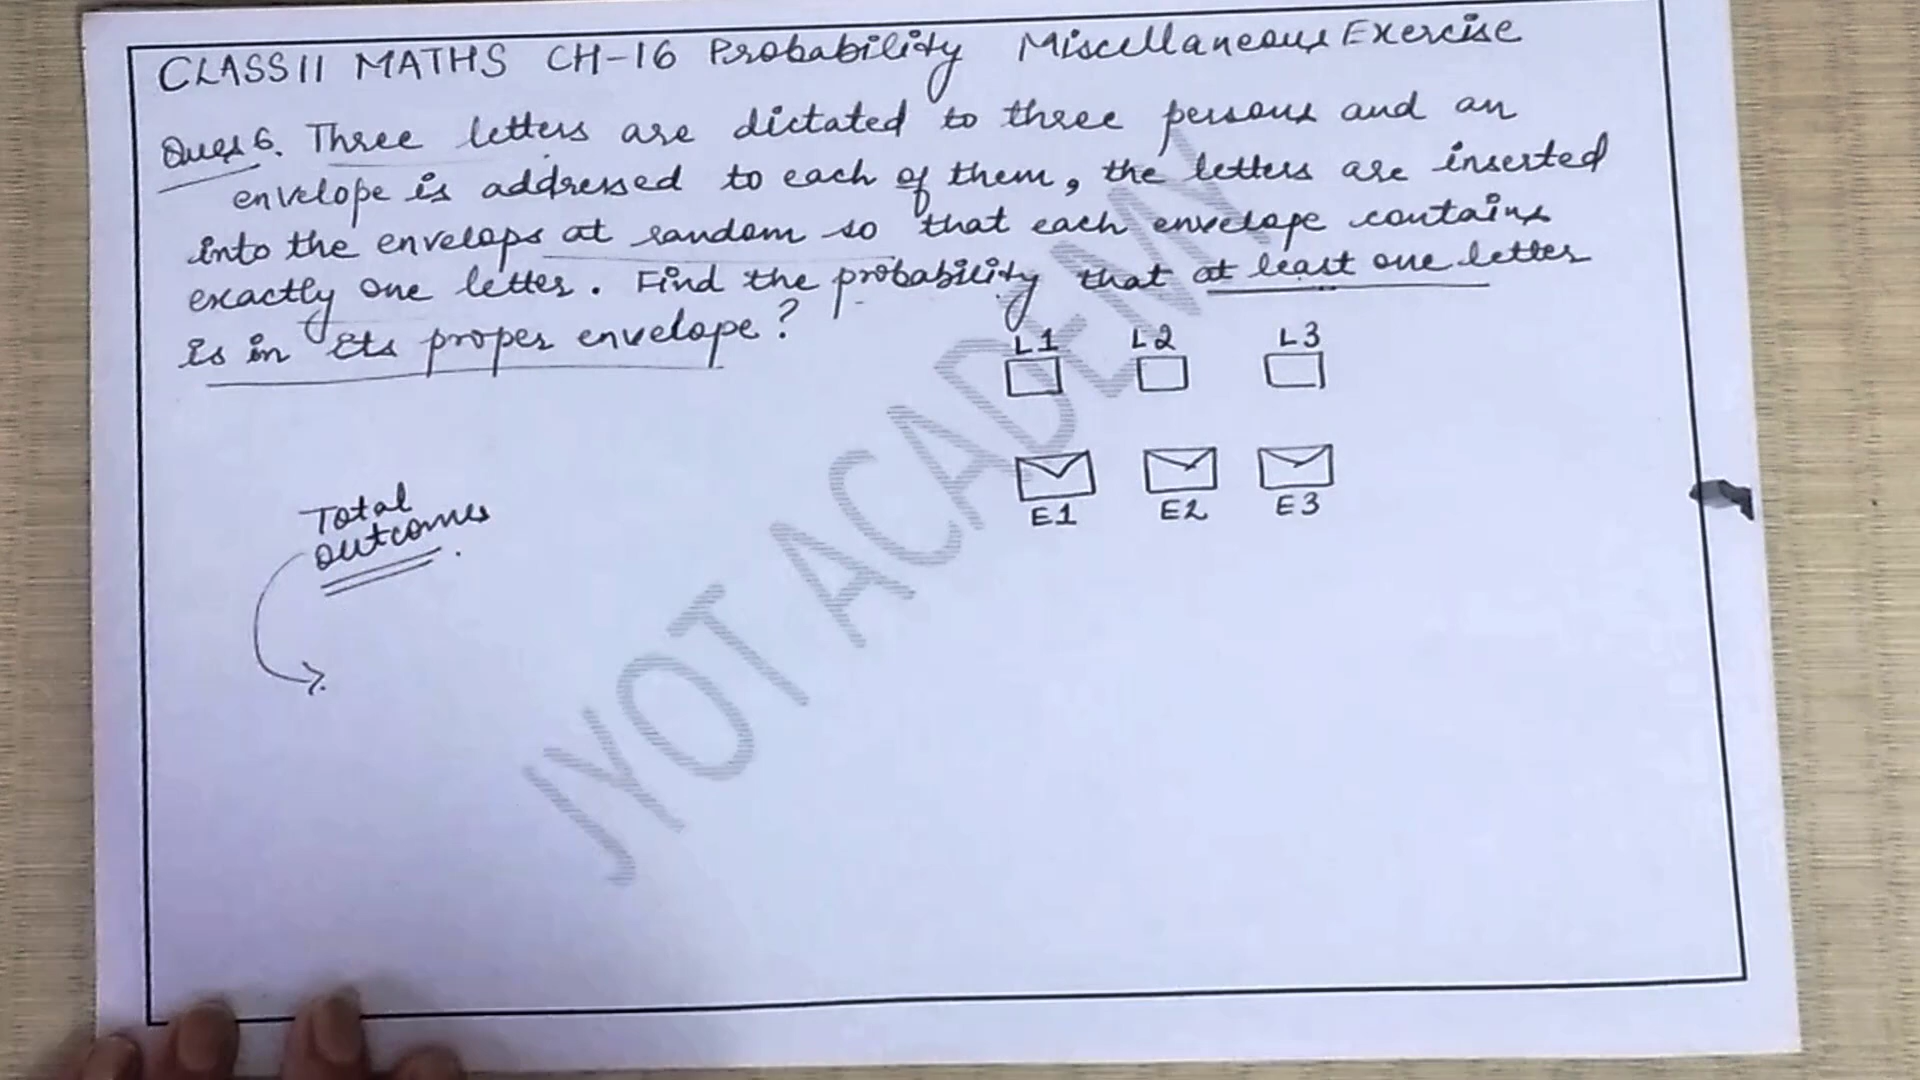 CLASS 11 MATHS CH-16 Probability Miscellaneous Exercise
Ques 6. Three letters are dictated to three persons and an
envelope is addressed to each of them, the letters are inserted
into the envelops at random so that each envelope contains
exactly one letter. Find the probability that at least one letter
is in its proper envelope?
L1 L2 L3
E1 E2 E3
Total
outcomes.
JYOT ACADEMY